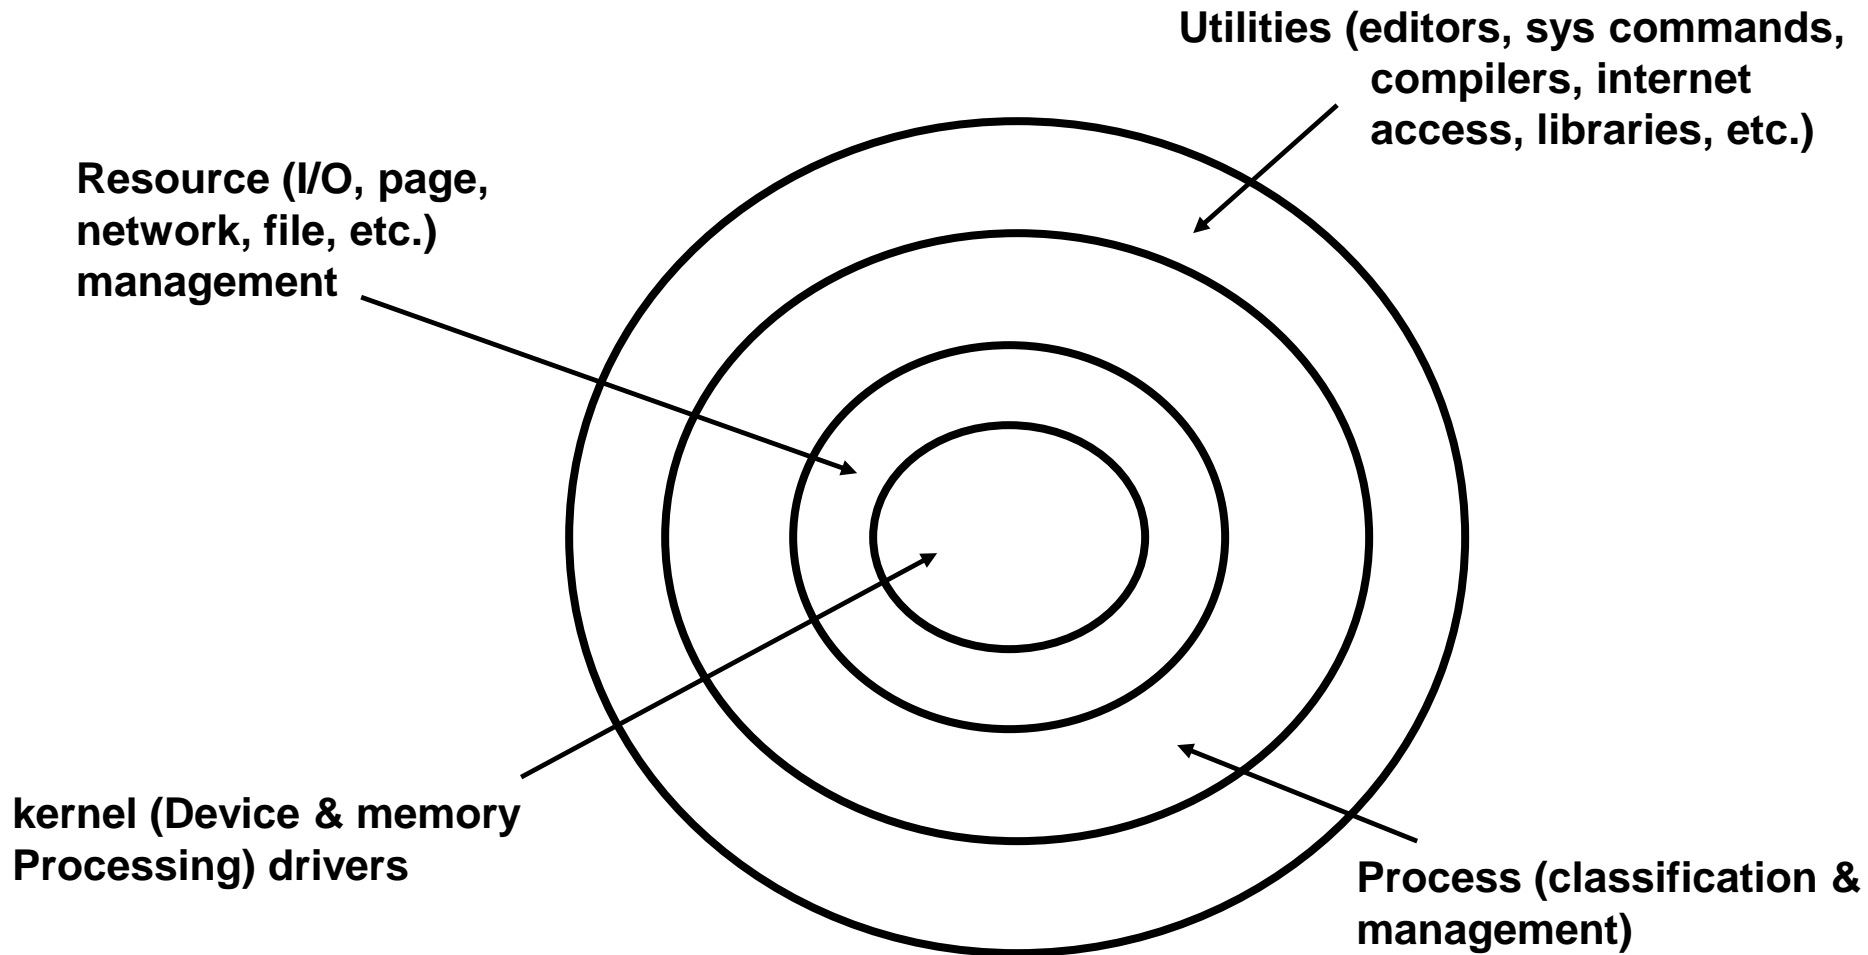 Utilities (editors, sys commands,
compilers, internet
access, libraries, etc.)
Resource (I/O, page,
network, file, etc.)
management
kernel (Device & memory
Processing) drivers
Process (classification &
management)